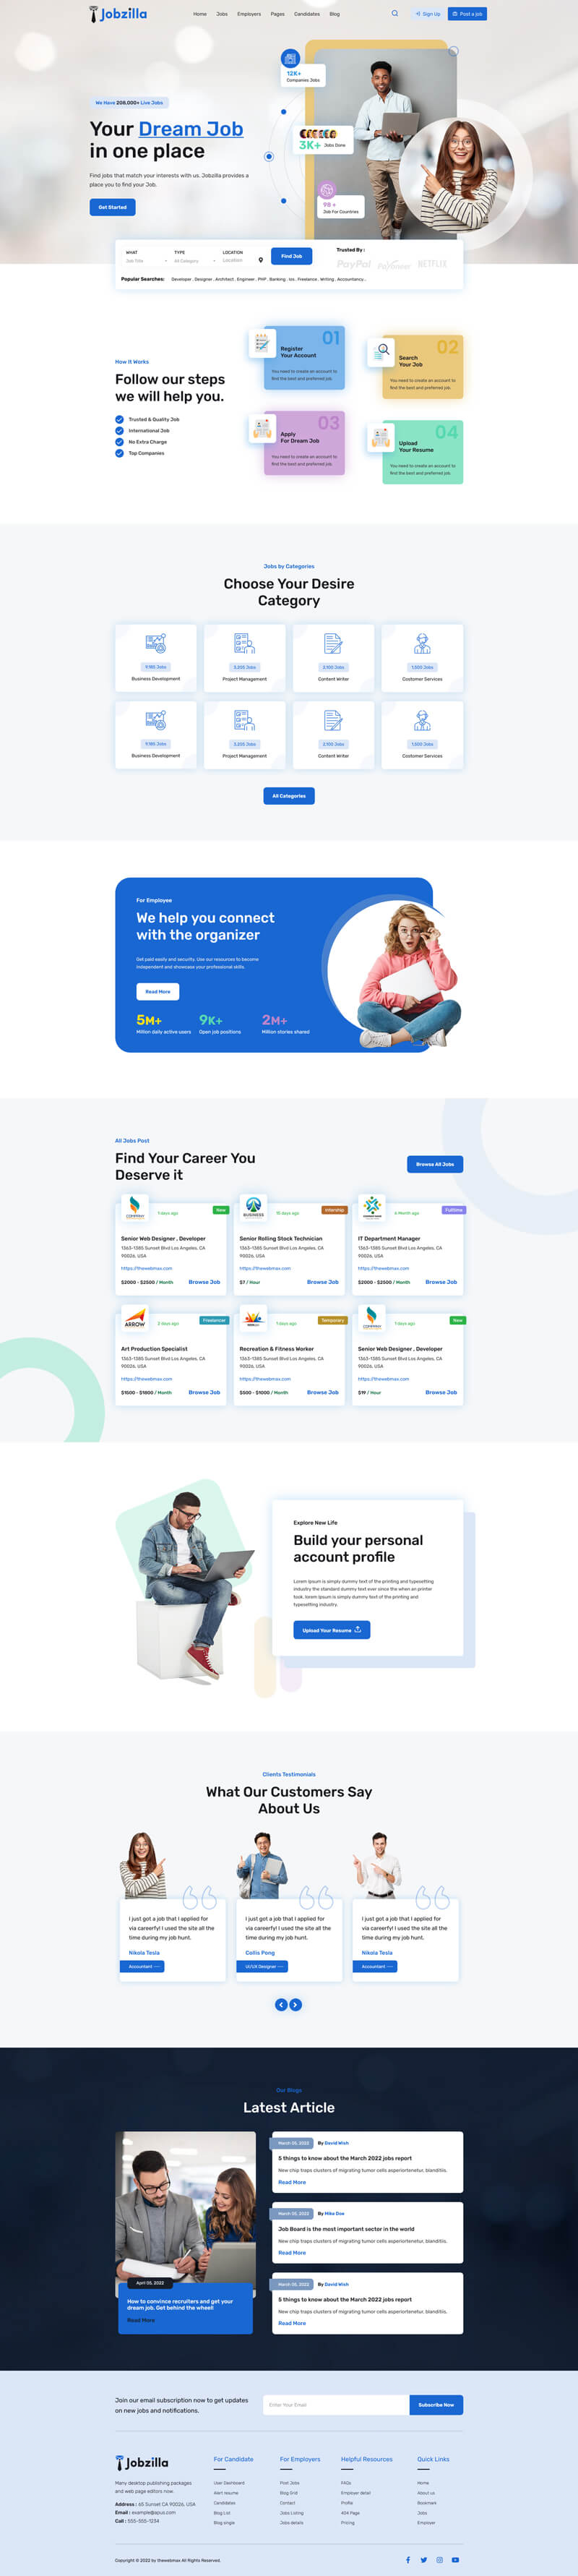 Jobzilla
Home Jobs Employers Pages Candidates Blog
Sign Up Post a job
12K+
Companies Jobs
We Have 208,000+ Live Jobs
Your Dream Job
in one place
3K+ Jobs Done
Find jobs that match your interests with us. Jobzilla provides a
place you to find your Job.
98 +
Job For Countries
Get Started
WHAT TYPE LOCATION
Job Title All Category Location
Find Job
Trusted By :
PayPal Payoneer NETFLIX
Popular Searches: Developer , Designer , Architect , Engineer , PHP , Banking , Freelance , Writing , Accountancy
How It Works
Follow our steps
we will help you.
Trusted & Quality Job
International Job
No Extra Charge
Top Companies
01
Register
Your Account
You need to create an account to
find the best and preferred job.
02
Search
Your Job
You need to create an account to
find the best and preferred job.
03
Apply
For Dream Job
You need to create an account to
find the best and preferred job.
04
Upload
Your Resume
You need to create an account to
find the best and preferred job.
Jobs by Categories
Choose Your Desire
Category
9,185 Jobs 3,205 Jobs 2,100 Jobs 1,500 Jobs
Business Development Project Management Content Writer Costomer Services
9,185 Jobs 3,205 Jobs 2,100 Jobs 1,500 Jobs
Business Development Project Management Content Writer Costomer Services
All Categories
For Employee
We help you connect
with the organizer
Get paid easily and security. Use our resources to become
independent and showcase your professional skills.
Read More
5M+ 9K+ 2M+
Million daily active users Open job positions Million stories shared
All Jobs Post
Find Your Career You
Deserve it
Browse All Jobs
1 days ago New
Senior Web Designer , Developer
1363-1385 Sunset Blvd Los Angeles, CA
90026, USA
https://thewebmax.com
$2000 - $2500 / Month Browse Job
BUSINESS
15 days ago Intership
Senior Rolling Stock Technician
1363-1385 Sunset Blvd Los Angeles, CA
90026, USA
https://thewebmax.com
$7 / Hour Browse Job
6 Month ago Fulltime
IT Department Manager
1363-1385 Sunset Blvd Los Angeles, CA
90026, USA
https://thewebmax.com
$2000 - $2500 / Month Browse Job
ARROW
2 days ago Freelancer
Art Production Specialist
1363-1385 Sunset Blvd Los Angeles, CA
90026, USA
https://thewebmax.com
$1500 - $1800 / Month Browse Job
1 days ago Temporary
Recreation & Fitness Worker
1363-1385 Sunset Blvd Los Angeles, CA
90026, USA
https://thewebmax.com
$500 - $1000 / Month Browse Job
COMPANY
1 days ago New
Senior Web Designer , Developer
1363-1385 Sunset Blvd Los Angeles, CA
90026, USA
https://thewebmax.com
$19 / Hour Browse Job
Explore New Life
Build your personal
account profile
Lorem Ipsum is simply dummy text of the printing and typesetting
industry the standard dummy text ever since the when an printer
took. lorem Ipsum is simply dummy text of the printing and
typesetting industry.
Upload Your Resume
Clients Testimonials
What Our Customers Say
About Us
I just got a job that I applied for
via careerfy! I used the site all the
time during my job hunt.
Nikola Tesla
Accountant
I just got a job that I applied for
via careerfy! I used the site all the
time during my job hunt.
Collis Pong
UI/UX Designer
I just got a job that I applied for
via careerfy! I used the site all the
time during my job hunt.
Nikola Tesla
Accountant
Our Blogs
Latest Article
April 05, 2022
How to convince recruiters and get your
dream job. Get behind the wheel!
Read More
March 05, 2022 By David Wish
5 things to know about the March 2022 jobs report
New chip traps clusters of migrating tumor cells asperiortenetur, blanditiis.
Read More
March 05, 2022 By Mike Doe
Job Board is the most important sector in the world
New chip traps clusters of migrating tumor cells asperiortenetur, blanditiis.
Read More
March 05, 2022 By David Wish
5 things to know about the March 2022 jobs report
New chip traps clusters of migrating tumor cells asperiortenetur, blanditiis.
Read More
Join our email subscription now to get updates
on new jobs and notifications.
Enter Your Email
Subscribe Now
Jobzilla
Many desktop publishing packages
and web page editors now.
Address : 65 Sunset CA 90026, USA
Email : example@apus.com
Call : 555-555-1234
For Candidate
User Dashboard
Alert resume
Candidates
Blog List
Blog single
For Employers
Post Jobs
Blog Grid
Contact
Jobs Listing
Jobs details
Helpful Resources
FAQs
Employer detail
Profile
404 Page
Pricing
Quick Links
Home
About us
Bookmark
Jobs
Employer
Copyright © 2022 by thewebmax All Rights Reserved.